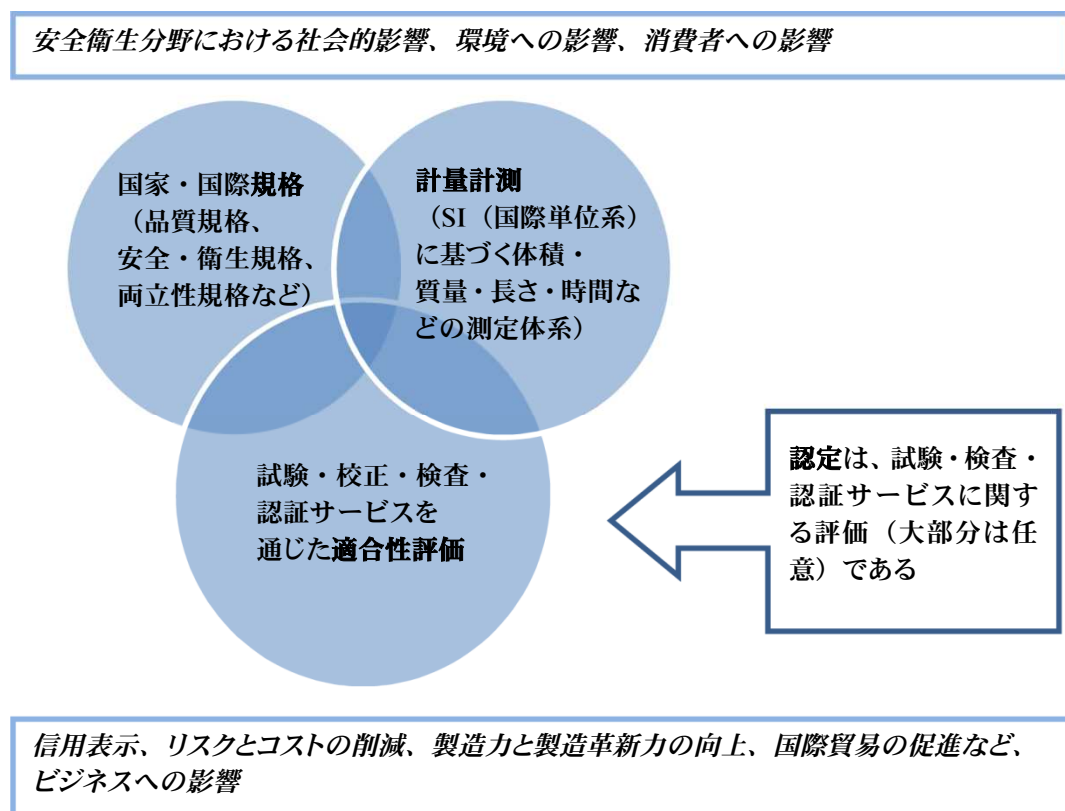 安全衛生分野における社会的影響、環境への影響、消費者への影響
国家・国際規格
（品質規格、
安全・衛生規格、
両立性規格など）
計量計測
（SI（国際単位系）
に基づく体積・
質量・長さ・時間な
どの測定体系）
試験・校正・検査・
認証サービスを
通じた適合性評価
認定は、試験・検査・
認証サービスに関す
る評価（大部分は任
意）である
信用表示、リスクとコストの削減、製造力と製造革新力の向上、国際貿易の促進など、
ビジネスへの影響